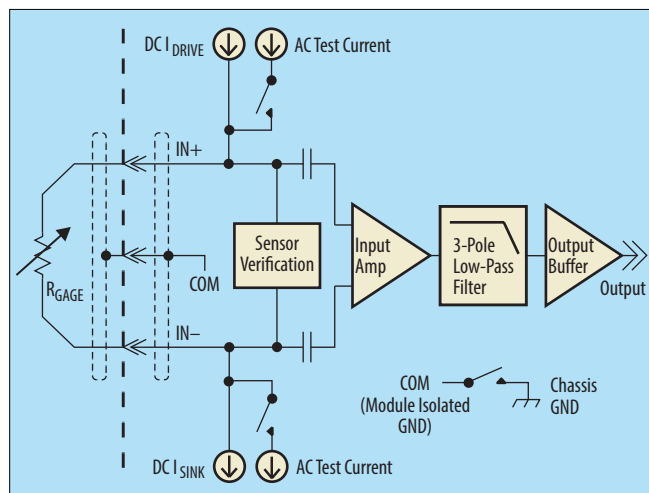 DC I DRIVE
AC Test Current
IN+
Sensor
Verification
Input
Amp
3-Pole
Low-Pass
Filter
Output
Buffer
Output
COM
R GAGE
IN–
COM
(Module Isolated
GND)
Chassis
GND
DC I SINK
AC Test Current